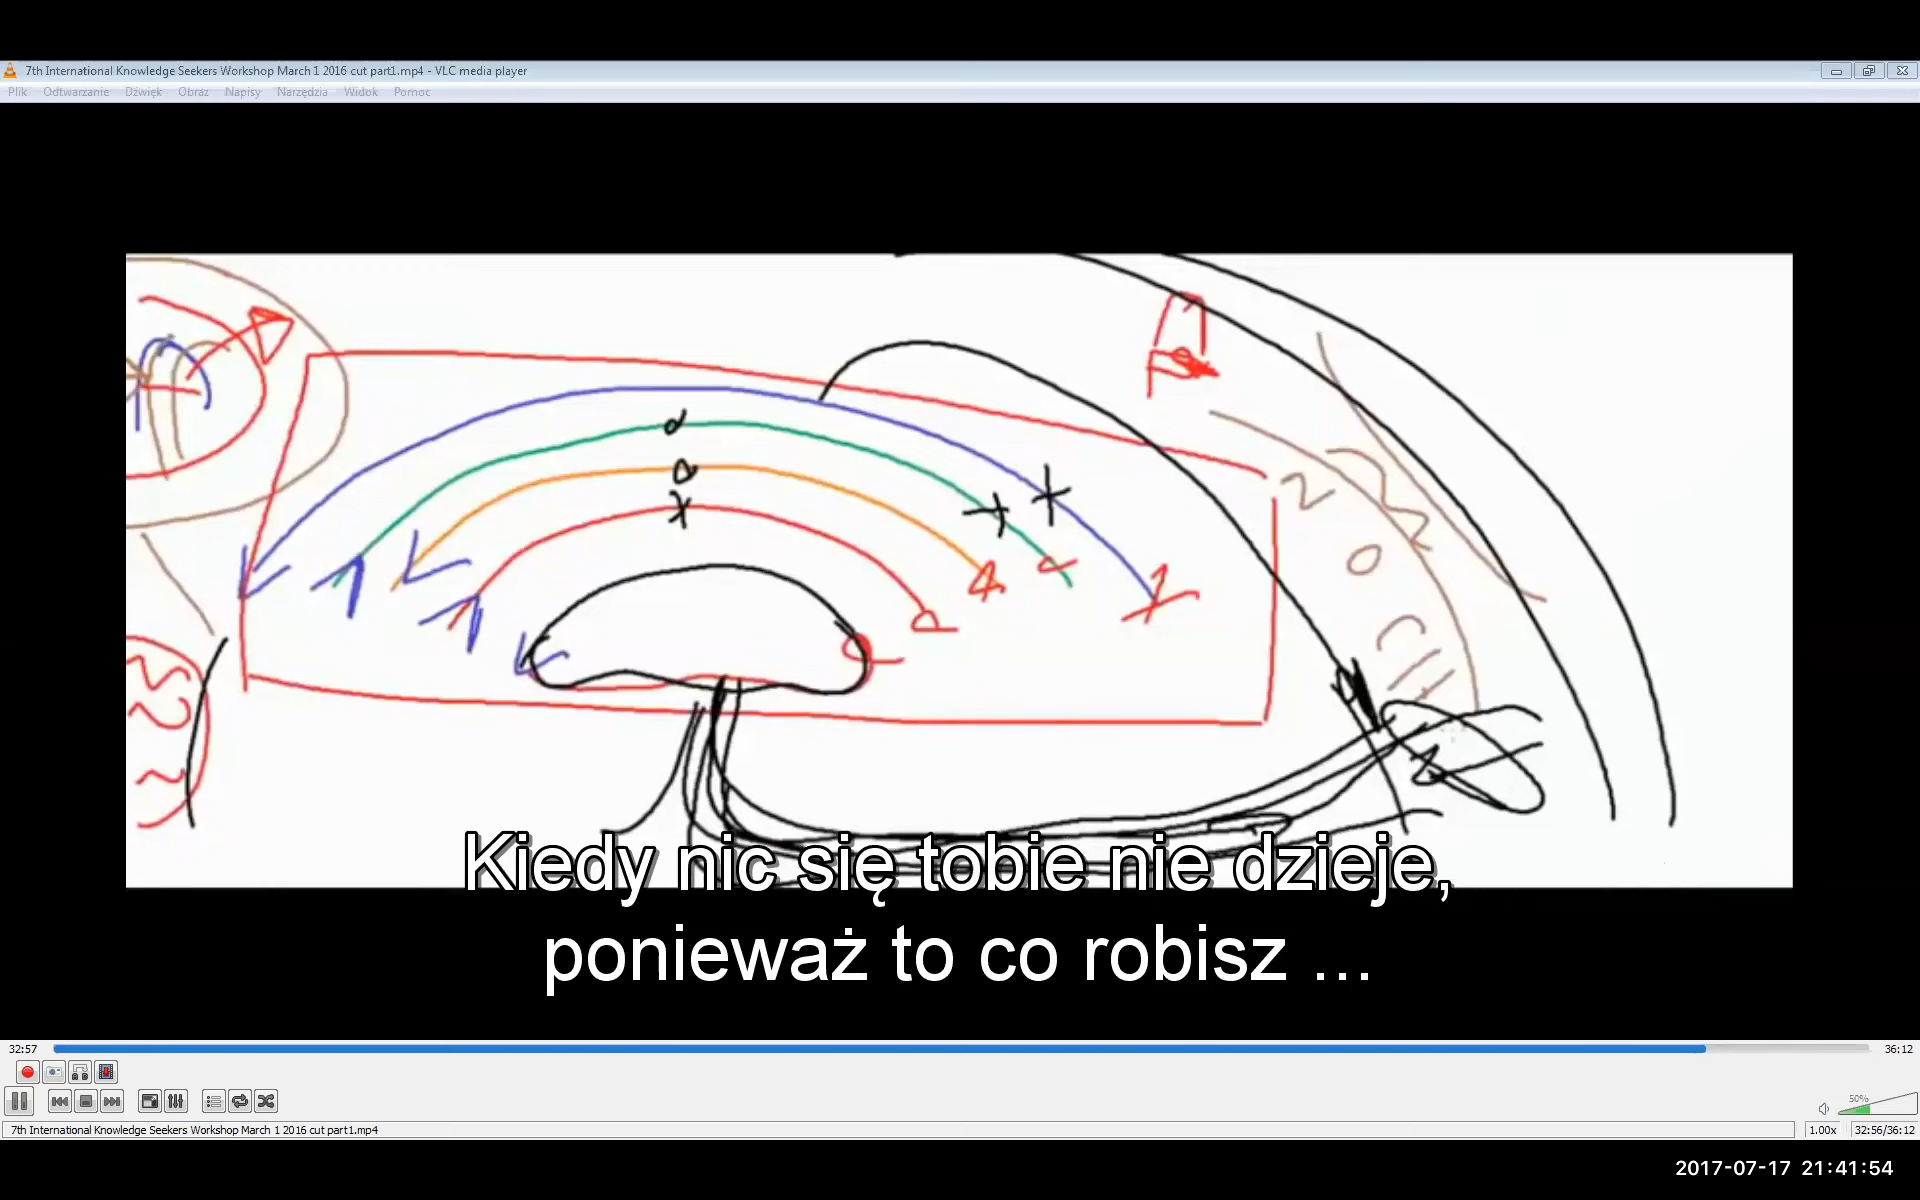 7th International Knowledge Seekers Workshop March 1 2016 cut part1.mp4 - VLC media player
Plik Odtwarzanie Dźwięk Obraz Napisy Narzędzia Widok Pomoc
Kiedy nic się tobie nie dzieje,
ponieważ to co robisz ...
32:57
36:12
50%
7th International Knowledge Seekers Workshop March 1 2016 cut part1.mp4
1.00x
32:56/36:12
2017-07-17 21:41:54